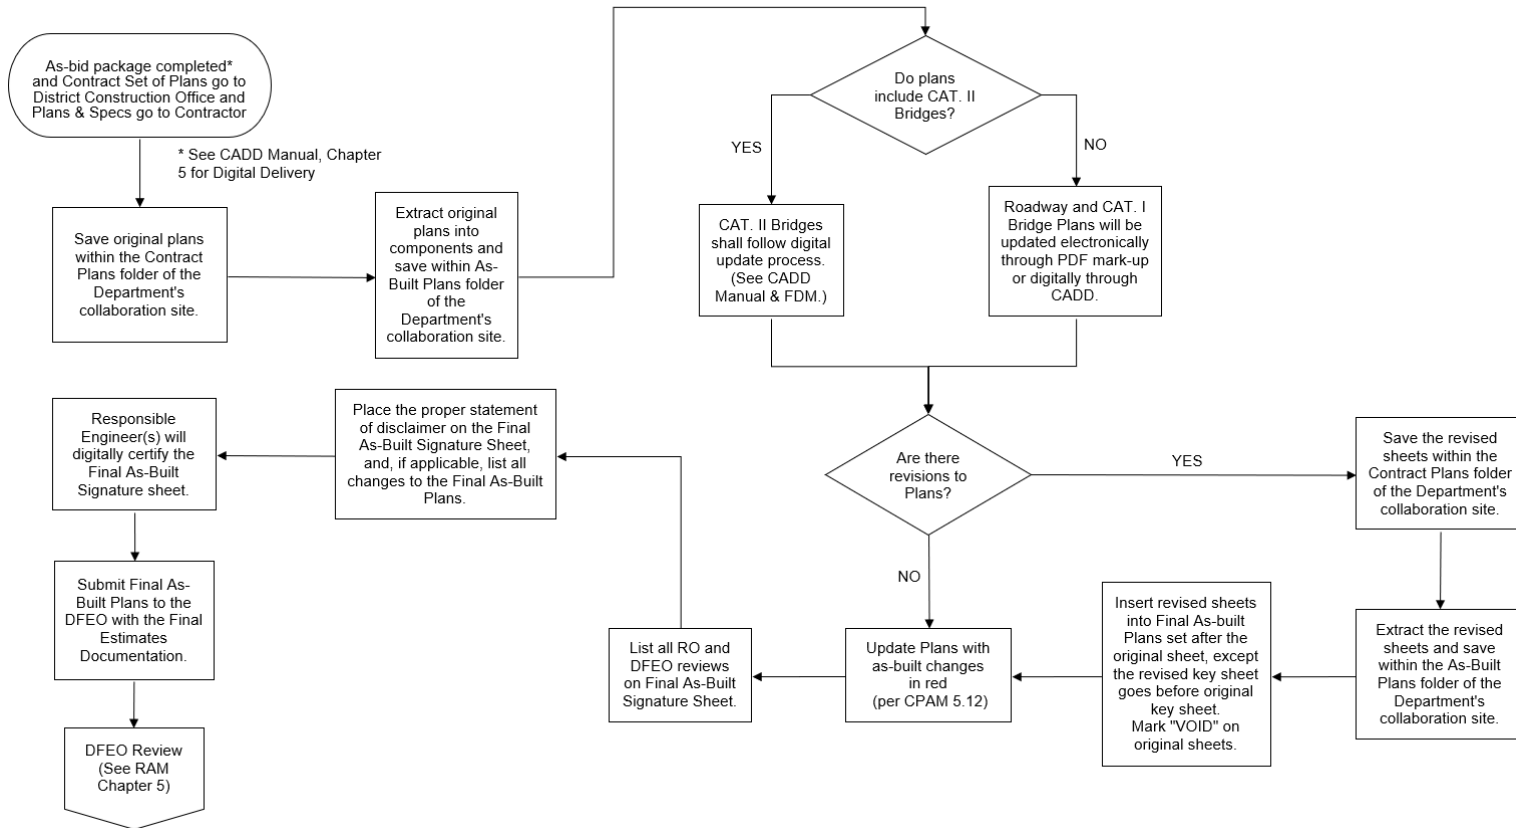 As-bid package completed*
and Contract Set of Plans go to
District Construction Office and
Plans & Specs go to Contractor
* See CADD Manual, Chapter
5 for Digital Delivery
Save original plans
within the Contract
Plans folder of the
Department's
collaboration site.
Extract original
plans into
components and
save within As-
Built Plans folder
of the
Department's
collaboration site.
Do plans
include CAT. II
Bridges?
YES
NO
CAT. II Bridges
shall follow digital
update process.
(See CADD
Manual & FDM.)
Roadway and CAT. I
Bridge Plans will be
updated electronically
through PDF mark-up
or digitally through
CADD.
Are there
revisions to
Plans?
YES
NO
Save the revised
sheets within the
Contract Plans folder
of the Department's
collaboration site.
Extract the revised
sheets and save
within the As-Built
Plans folder of the
Department's
collaboration site.
Insert revised sheets
into Final As-built
Plans set after the
original sheet, except
the revised key sheet
goes before original
key sheet.
Mark "VOID" on
original sheets.
Update Plans with
as-built changes
in red
(per CPAM 5.12)
List all RO and
DFEO reviews
on Final As-Built
Signature Sheet.
Place the proper statement
of disclaimer on the Final
As-Built Signature Sheet,
and, if applicable, list all
changes to the Final As-Built
Plans.
Responsible
Engineer(s) will
digitally certify the
Final As-Built
Signature sheet.
Submit Final As-
Built Plans to the
DFEO with the Final
Estimates
Documentation.
DFEO Review
(See RAM
Chapter 5)